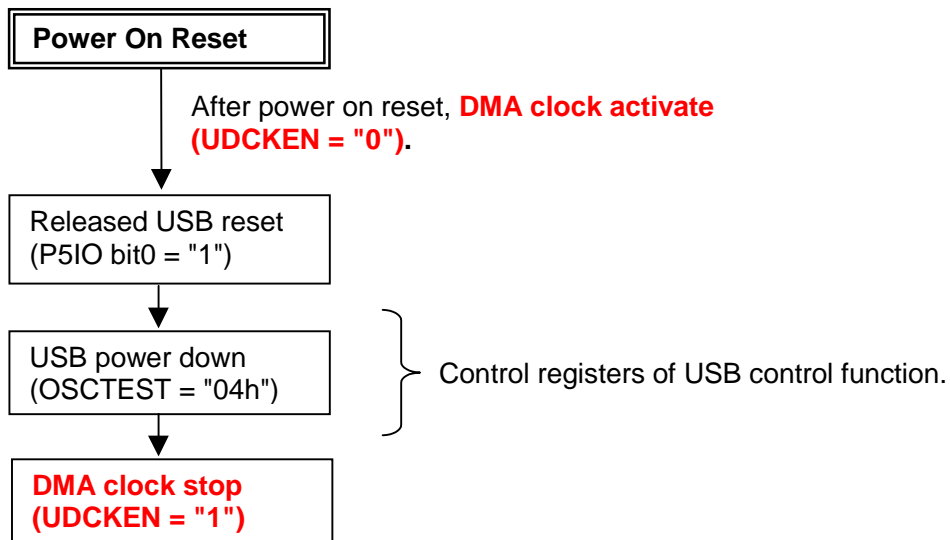 Power On Reset
After power on reset, DMA clock activate
(UDCKEN = "0").
Released USB reset
(P5IO bit0 = "1")
USB power down
(OSCTEST = "04h")
Control registers of USB control function.
DMA clock stop
(UDCKEN = "1")